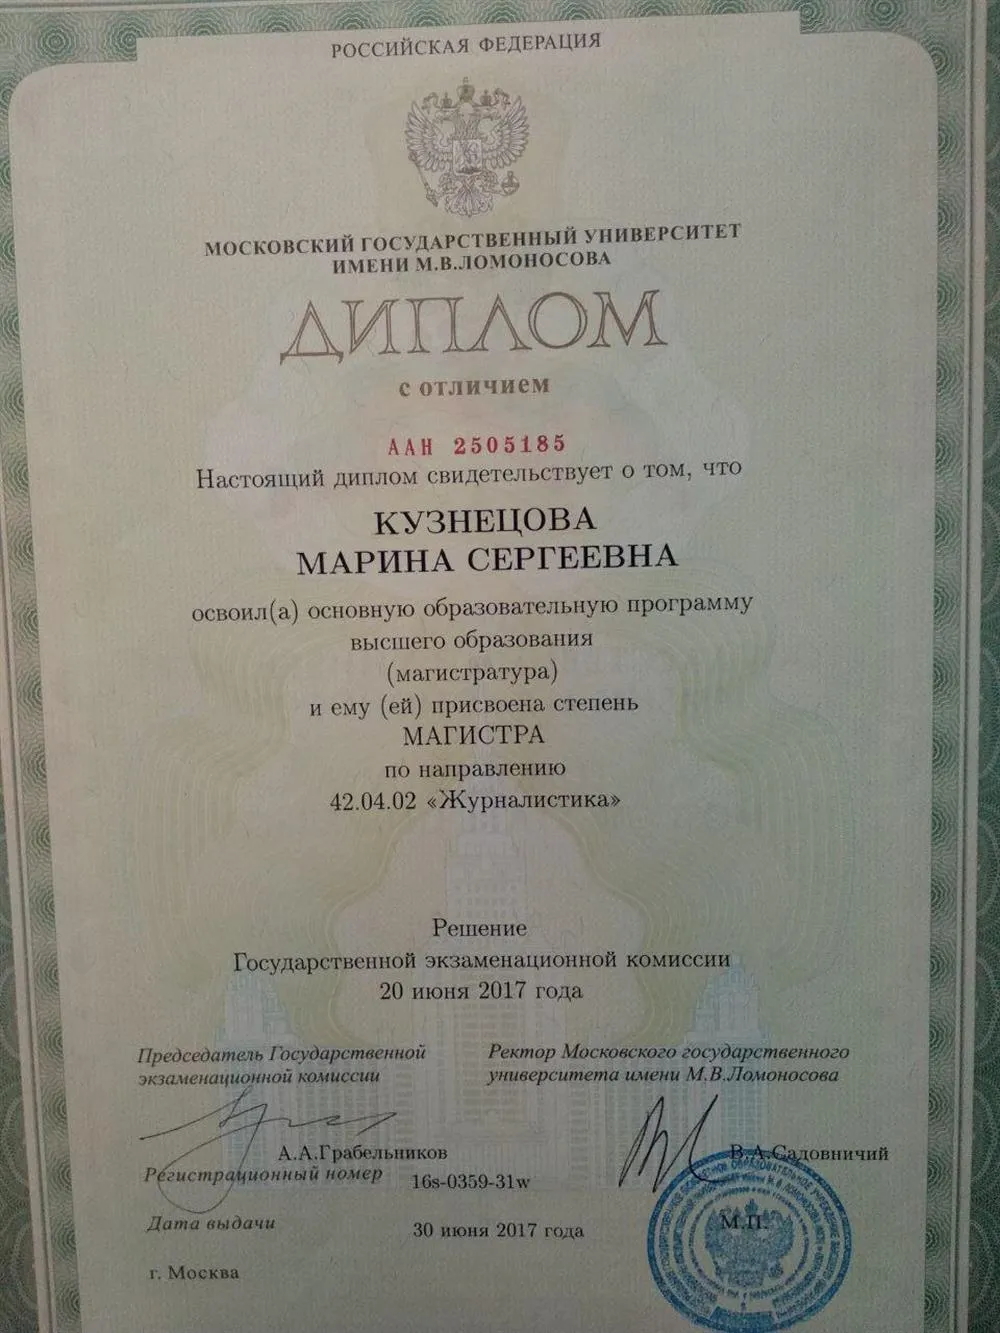 РОССИЙСКАЯ ФЕДЕРАЦИЯ
МОСКОВСКИЙ ГОСУДАРСТВЕННЫЙ УНИВЕРСИТЕТ
ИМЕНИ М.В.ЛОМОНОСОВА
ДИПЛОМ
с отличием
ААН 2505185
Настоящий диплом свидетельствует о том, что
КУЗНЕЦОВА
МАРИНА СЕРГЕЕВНА
освоил(а) основную образовательную программу
высшего образования
(магистратура)
и ему (ей) присвоена степень
МАГИСТРА
по направлению
42.04.02 «Журналистика»
Решение
Государственной экзаменационной комиссии
20 июня 2017 года
Председатель Государственной
экзаменационной комиссии
Ректор Московского государственного
университета имени М.В.Ломоносова
А.А.Грабельников
В.А.Садовничий
Регистрационный номер 16s-0359-31w
М.П.
Дата выдачи 30 июня 2017 года
г. Москва